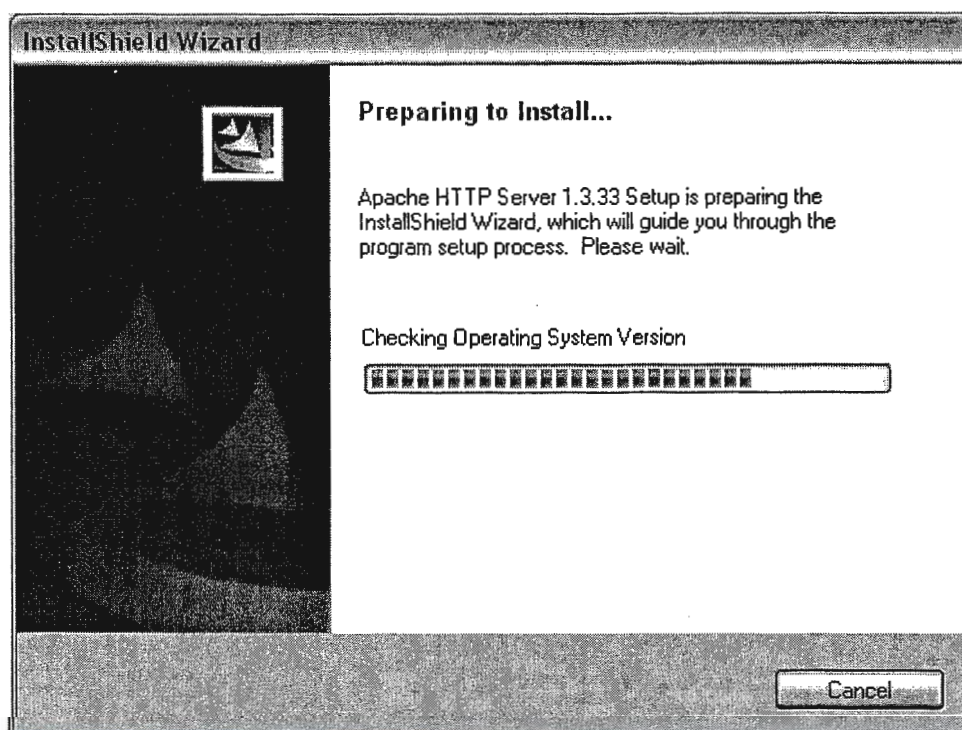 InstallShield Wizard
Preparing to Install...
Apache HTTP Server 1.3.33 Setup is preparing the
InstallShield Wizard, which will guide you through the
program setup process.  Please wait.
Checking Operating System Version
Cancel